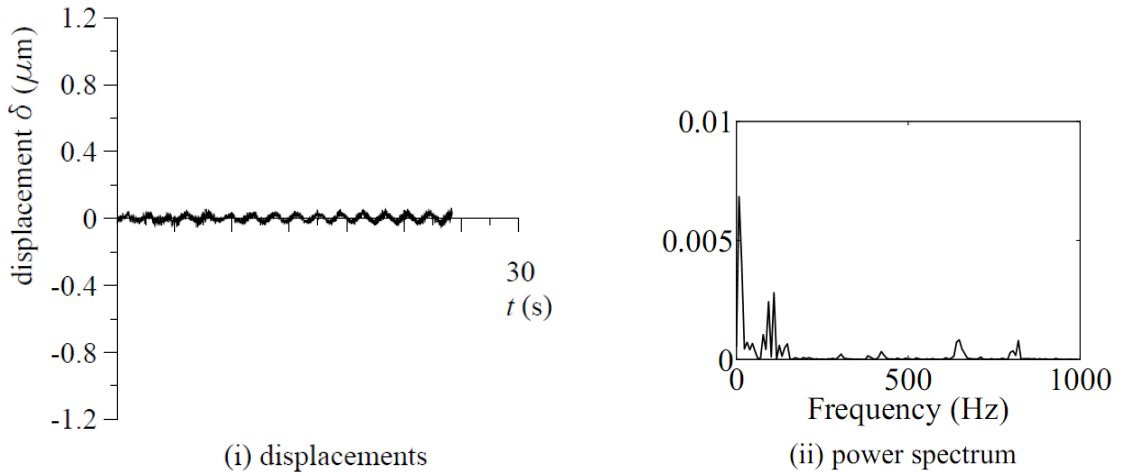 1.2
0.8
0.4
0
-0.4
-0.8
-1.2
displacement δ (μm)
30
t (s)
(i) displacements
0.01
0.005
0
0 500 1000
Frequency (Hz)
(ii) power spectrum